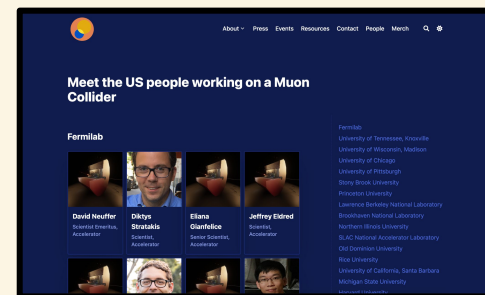 About Press Events Resources Contact People Merch
Meet the US people working on a Muon
Collider
Fermilab
David Neuffer
Scientist Emeritus,
Accelerator
Diktys
Stratakis
Scientist,
Accelerator
Eliana
Gianfelice
Senior Scientist,
Accelerator
Jeffrey Eldred
Scientist,
Accelerator
Fermilab
University of Tennessee, Knoxville
University of Wisconsin, Madison
University of Chicago
University of Pittsburgh
Stony Brook University
Princeton University
Lawrence Berkeley National Laboratory
Brookhaven National Laboratory
Northern Illinois University
SLAC National Accelerator Laboratory
Old Dominion University
Rice University
University of California, Santa Barbara
Michigan State University
Harvard University